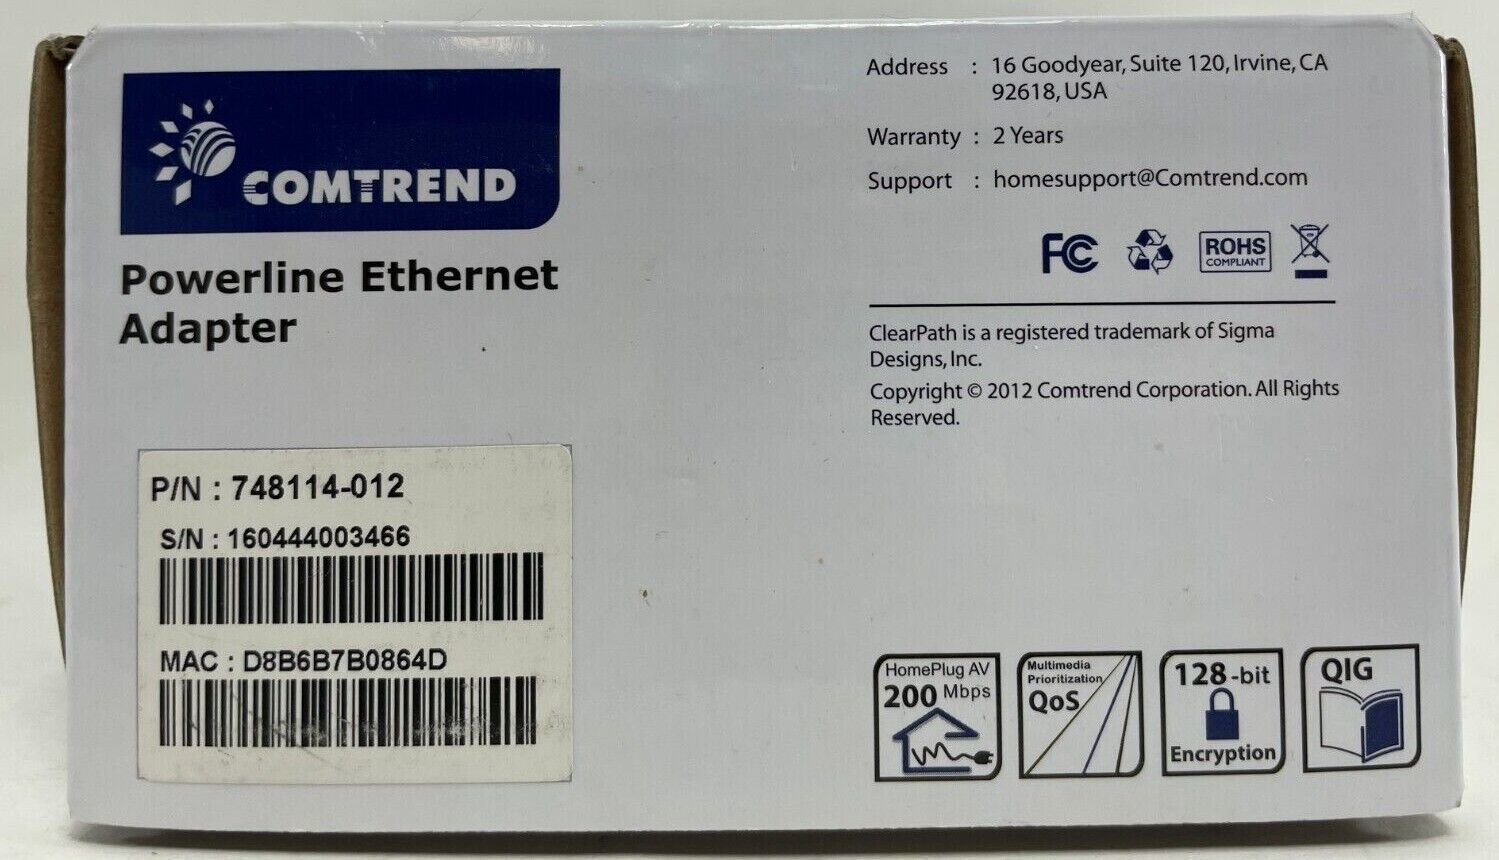 COMTREND
Powerline Ethernet
Adapter
P/N : 748114-012
S/N : 160444003466
MAC : D8B6B7B0864D
Address : 16 Goodyear, Suite 120, Irvine, CA
92618, USA
Warranty : 2 Years
Support : homesupport@Comtrend.com
FC
ROHS
COMPLIANT
ClearPath is a registered trademark of Sigma
Designs, Inc.
Copyright © 2012 Comtrend Corporation. All Rights
Reserved.
HomePlug AV
200 Mbps
Multimedia
Prioritization
QoS
128-bit
Encryption
QIG